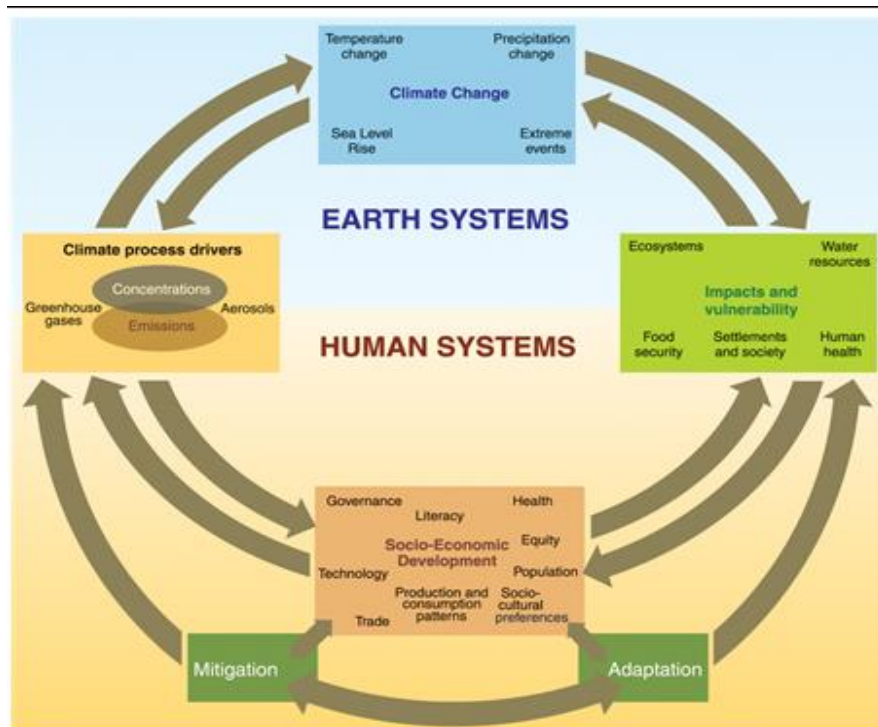 Temperature change
Precipitation change
Climate Change
Sea Level Rise
Extreme events
EARTH SYSTEMS
Climate process drivers
Concentrations
Greenhouse gases
Aerosols
Emissions
Ecosystems
Water resources
Impacts and vulnerability
Food security
Settlements and society
Human health
HUMAN SYSTEMS
Governance
Health
Literacy
Equity
Socio-Economic Development
Technology
Population
Production and consumption patterns
Socio-cultural preferences
Trade
Mitigation
Adaptation